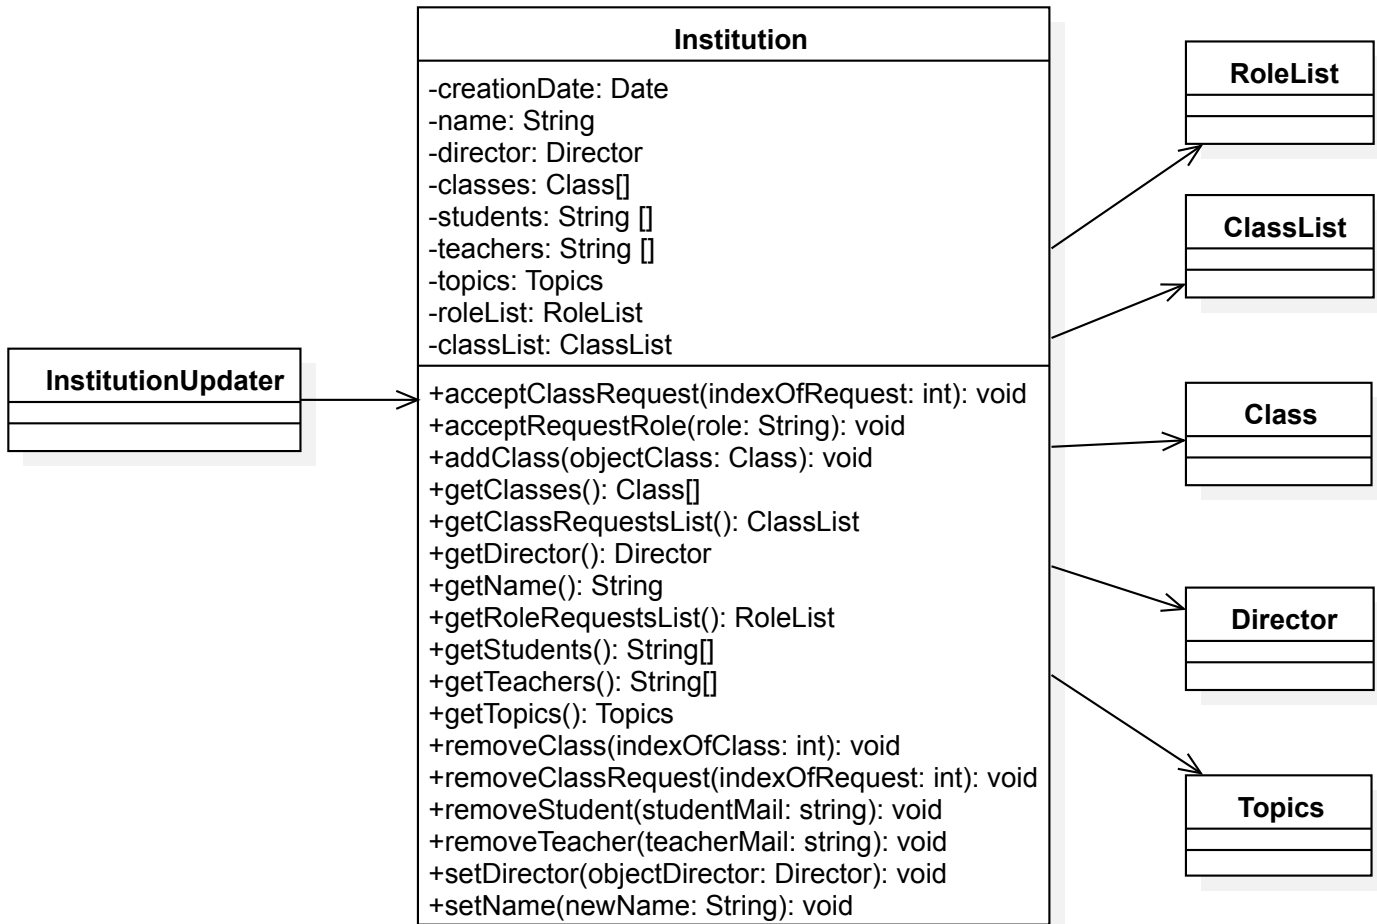 Institution
-creationDate: Date
-name: String
-director: Director
-classes: Class[]
-students: String []
-teachers: String []
-topics: Topics
-roleList: RoleList
-classList: ClassList
+acceptClassRequest(indexOfRequest: int): void
+acceptRequestRole(role: String): void
+addClass(objectClass: Class): void
+getClasses(): Class[]
+getClassRequestsList(): ClassList
+getDirector(): Director
+getName(): String
+getRoleRequestsList(): RoleList
+getStudents(): String[]
+getTeachers(): String[]
+getTopics(): Topics
+removeClass(indexOfClass: int): void
+removeClassRequest(indexOfRequest: int): void
+removeStudent(studentMail: string): void
+removeTeacher(teacherMail: string): void
+setDirector(objectDirector: Director): void
+setName(newName: String): void
InstitutionUpdater
RoleList
ClassList
Class
Director
Topics